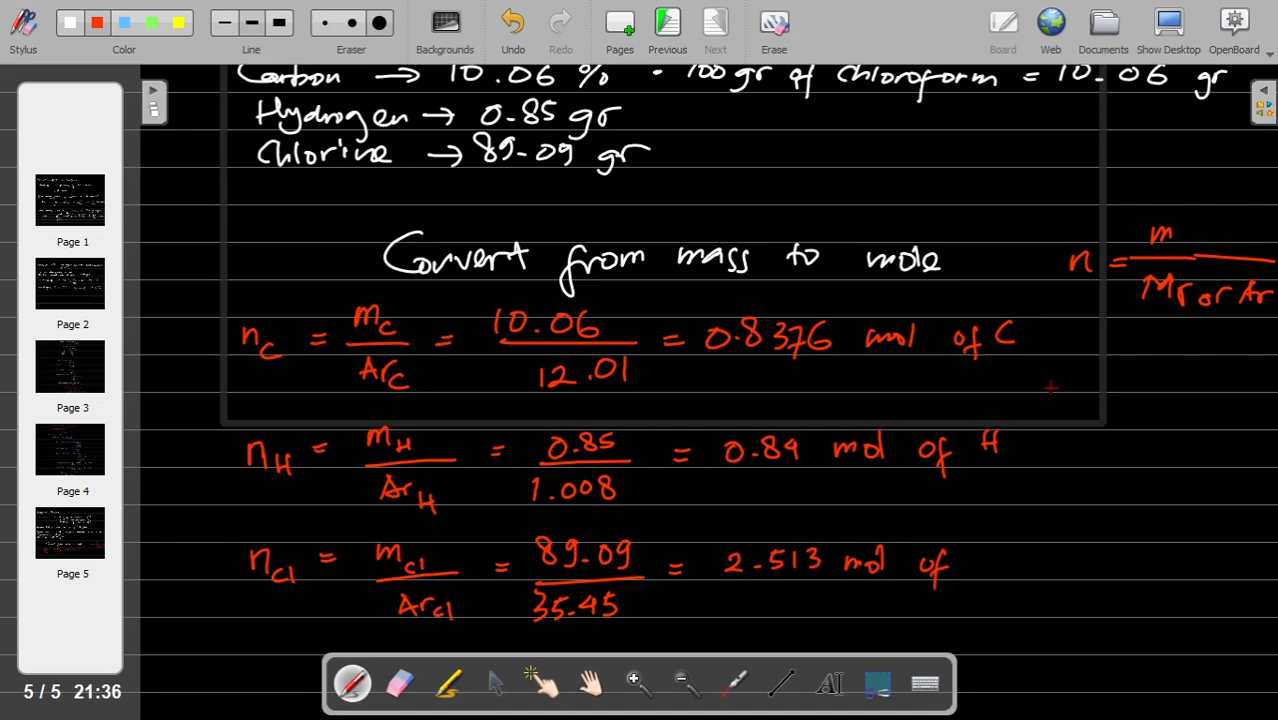 Stylus Color Line Eraser Backgrounds Undo Redo Pages Previous Next Erase Board Web Documents Show Desktop OpenBoard
Carbon → 10.06 % - 100gr of chloroform = 10.06 gr
Hydrogen → 0.85 gr
Chlorine → 89.09 gr
Convert from mass to mole
n = m / Mr or Ar
nC = mC / ArC = 10.06 / 12.01 = 0.8376 mol of C
nH = mH / ArH = 0.85 / 1.008 = 0.84 mol of H
nCl = mCl / ArCl = 89.09 / 35.45 = 2.513 mol of
Page 1
Page 2
Page 3
Page 4
Page 5
5 / 5 21:36